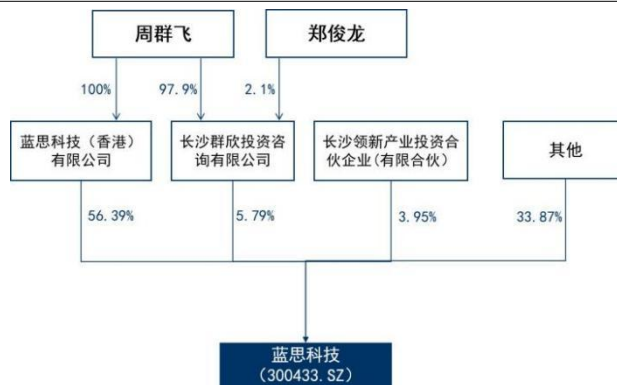 周群飞
郑俊龙
100%
97.9%
2.1%
蓝思科技（香港）
有限公司
长沙群欣投资咨
询有限公司
长沙领新产业投资合
伙企业(有限合伙）
其他
56.39%
5.79%
3.95%
33.87%
蓝思科技
（300433.SZ）